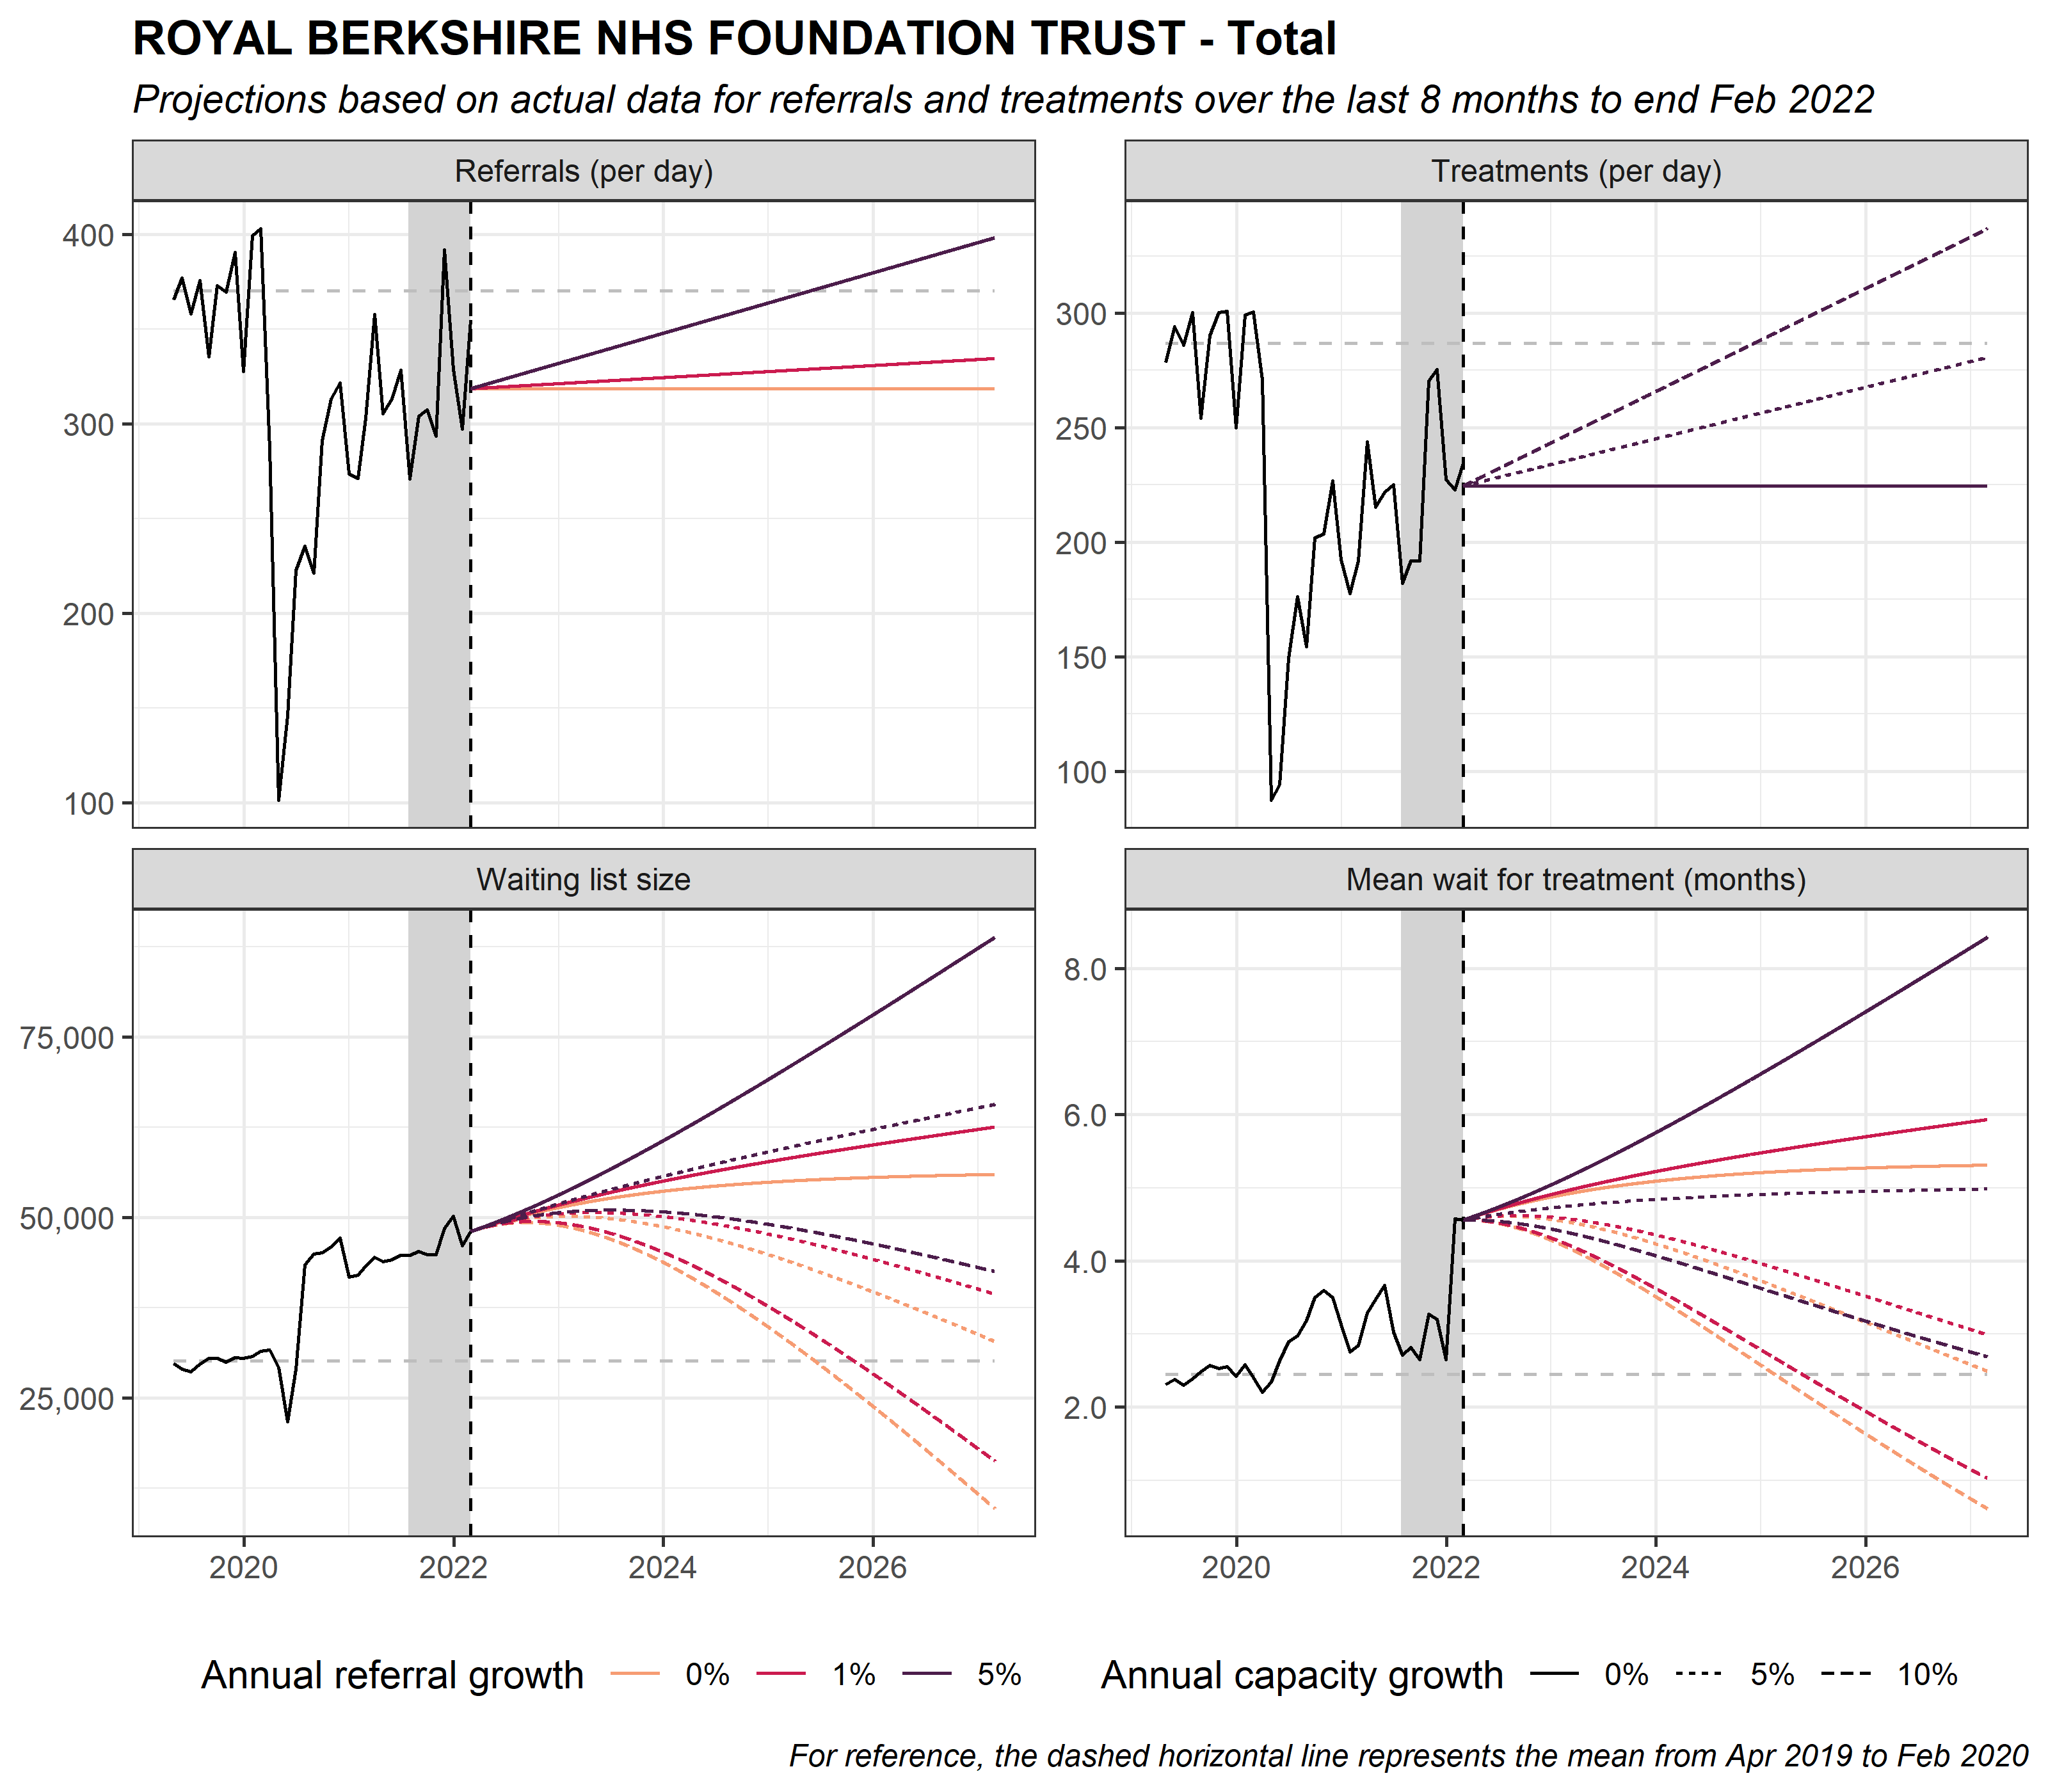 ROYAL BERKSHIRE NHS FOUNDATION TRUST - Total
Projections based on actual data for referrals and treatments over the last 8 months to end Feb 2022
Referrals (per day)
400
300
200
100
Treatments (per day)
300
250
200
150
100
Waiting list size
75,000
50,000
25,000
2020 2022 2024 2026
Mean wait for treatment (months)
8.0
6.0
4.0
2.0
2020 2022 2024 2026
Annual referral growth 0% 1% 5%
Annual capacity growth 0% 5% 10%
For reference, the dashed horizontal line represents the mean from Apr 2019 to Feb 2020